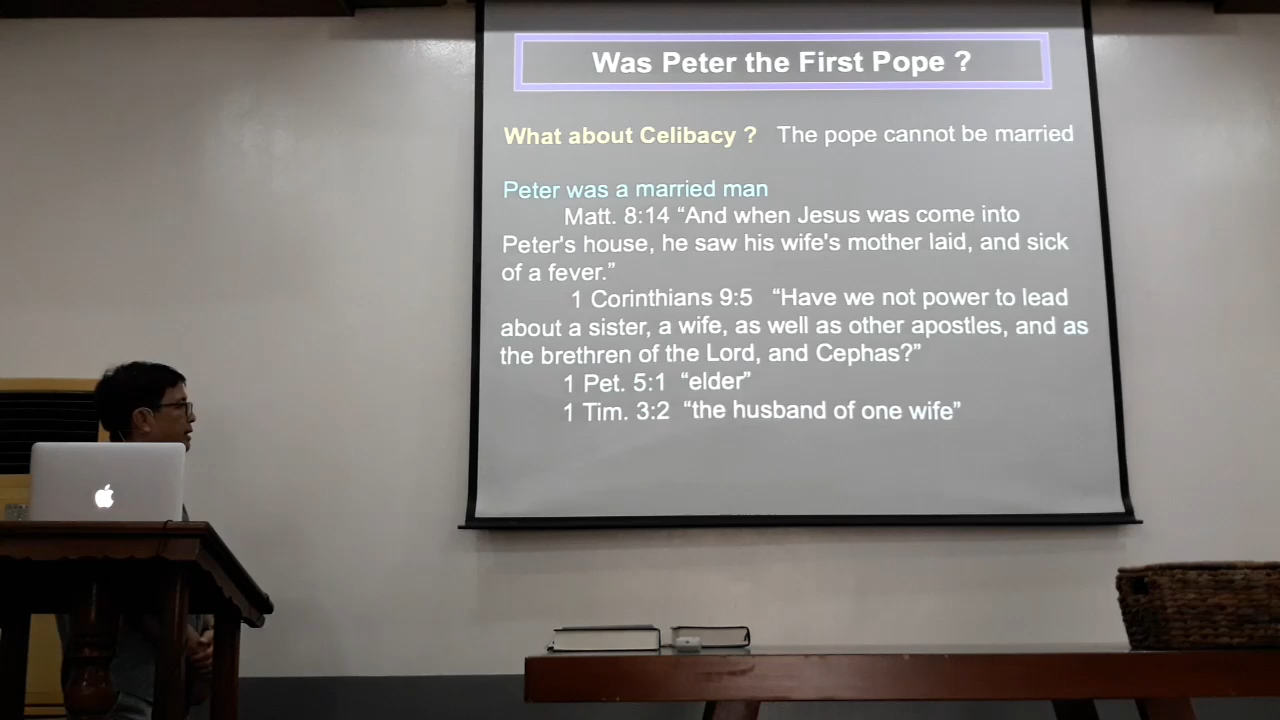 Was Peter the First Pope ?
What about Celibacy ? The pope cannot be married
Peter was a married man
Matt. 8:14 “And when Jesus was come into
Peter's house, he saw his wife's mother laid, and sick
of a fever.”
1 Corinthians 9:5 “Have we not power to lead
about a sister, a wife, as well as other apostles, and as
the brethren of the Lord, and Cephas?”
1 Pet. 5:1 “elder”
1 Tim. 3:2 “the husband of one wife”